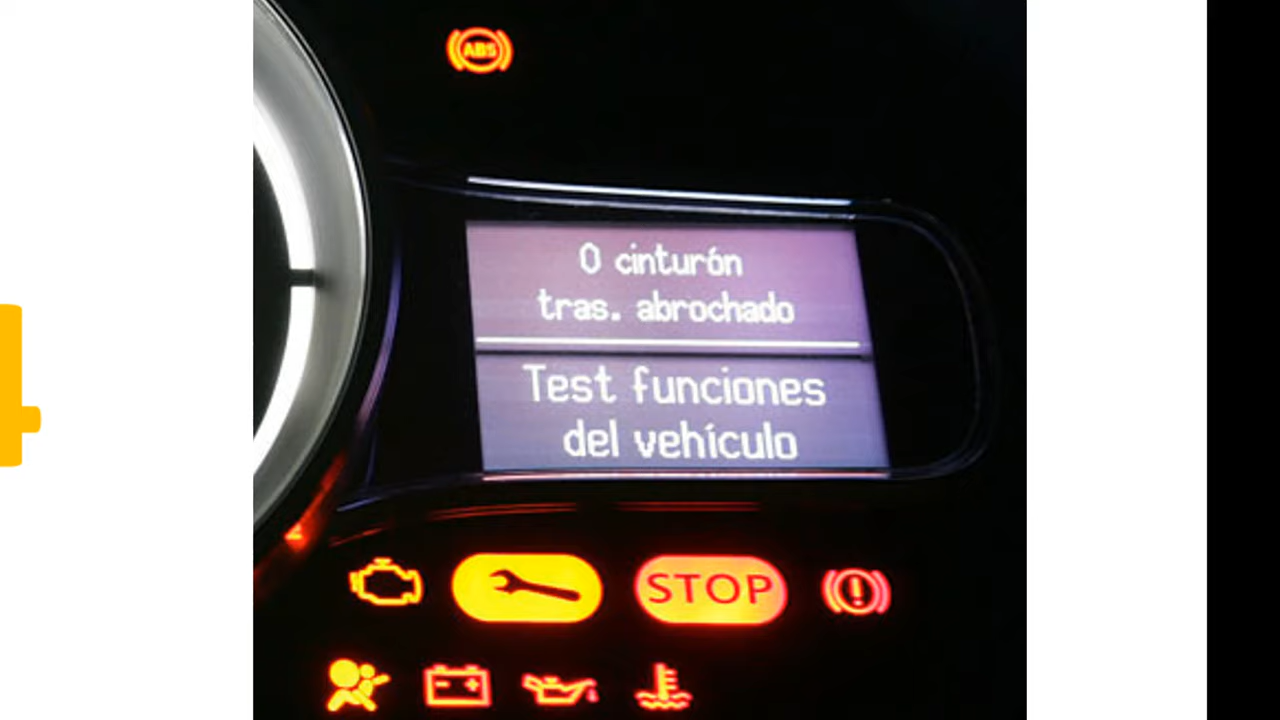 ABS
0 cinturón
tras. abrochado
Test funciones
del vehículo
STOP